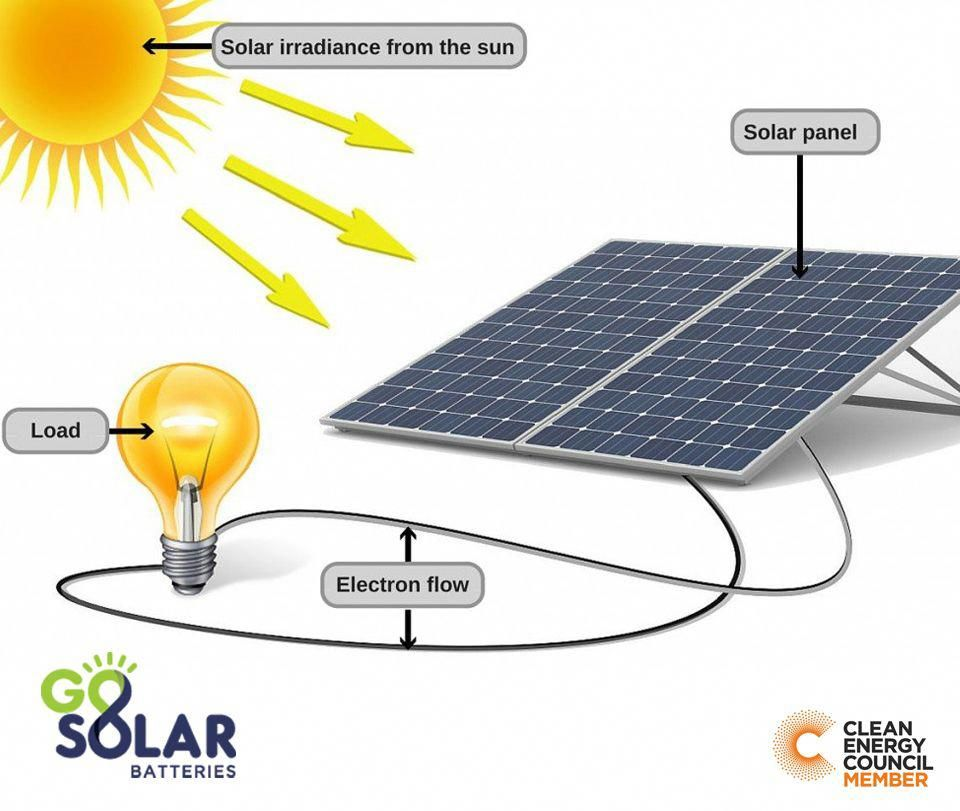 Solar irradiance from the sun
Solar panel
Load
Electron flow
GO
SOLAR
BATTERIES
CLEAN
ENERGY
COUNCIL
MEMBER